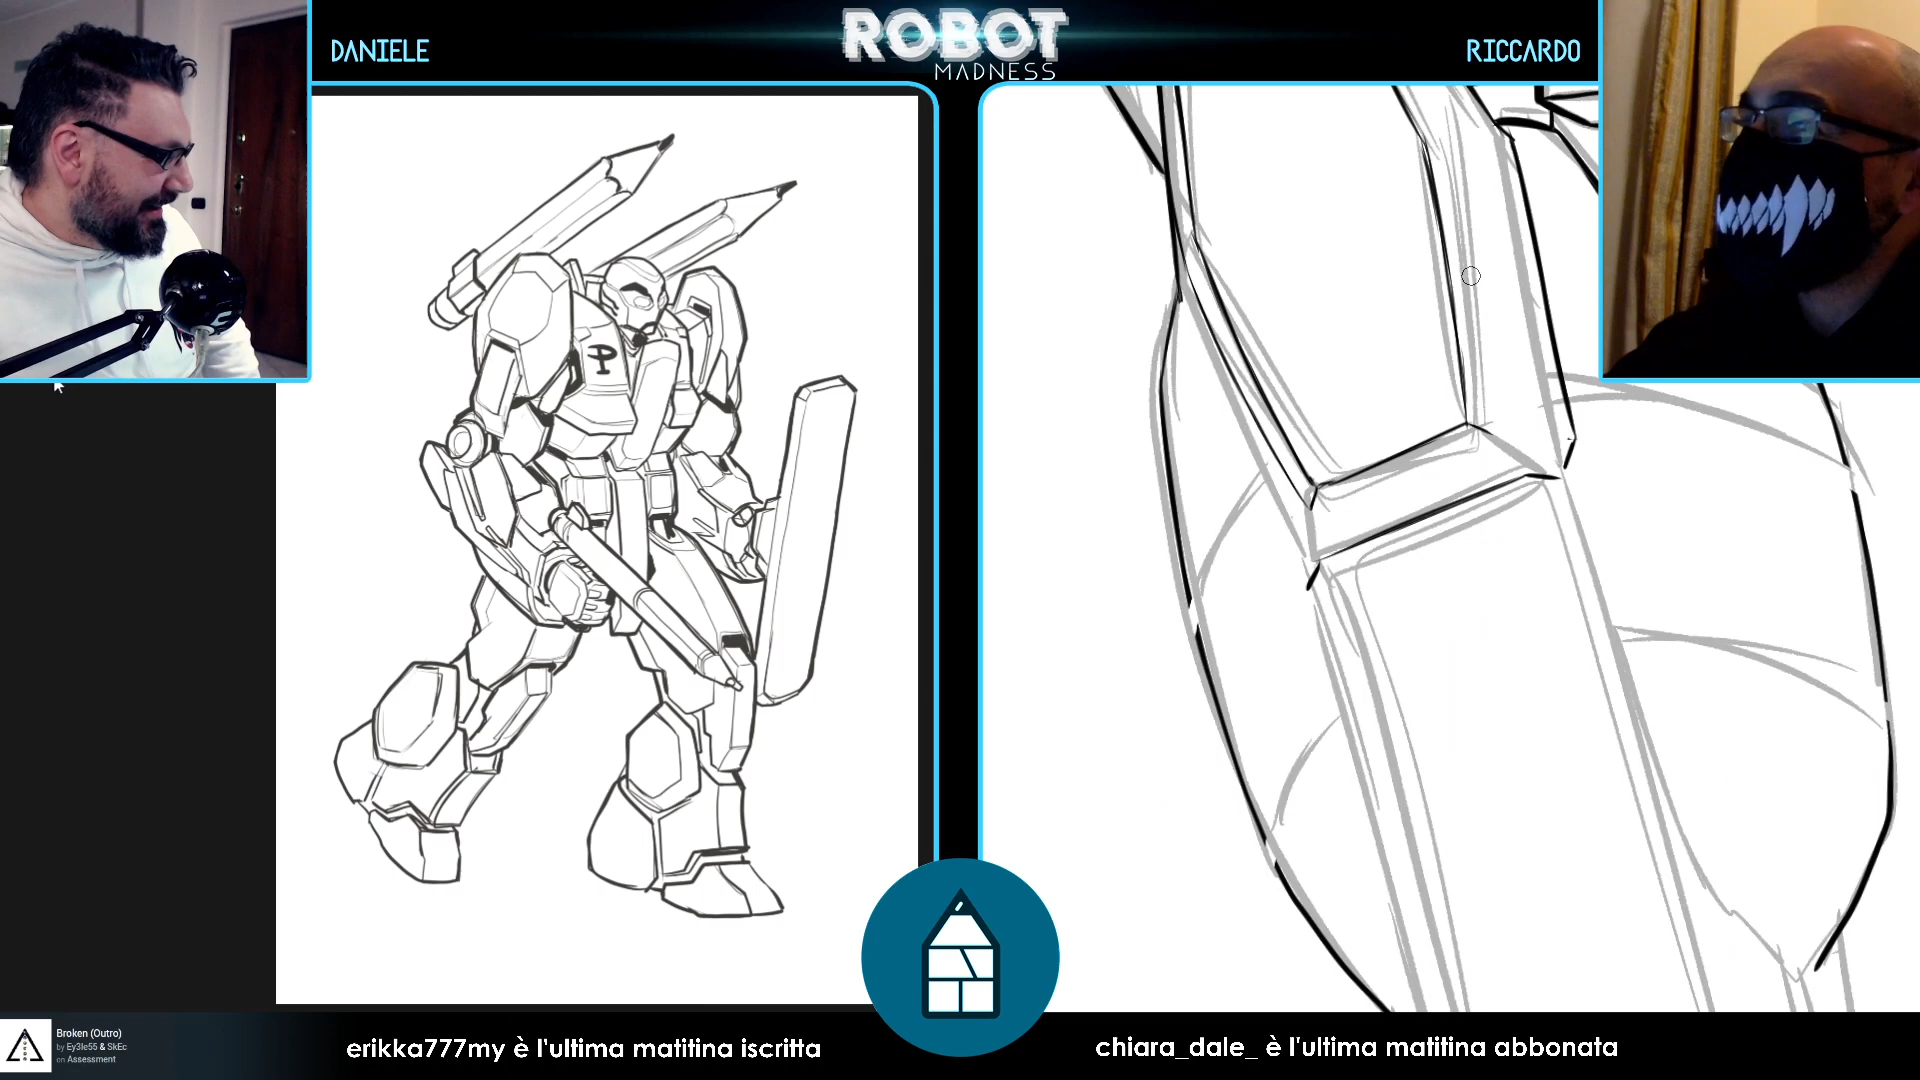 DANIELE
ROBOT
MADNESS
RICCARDO
P
Broken (Outro)
by Ey3le55 & SkEc
on Assessment
erikka777my è l'ultima matitina iscritta
chiara_dale_ è l'ultima matitina abbonata